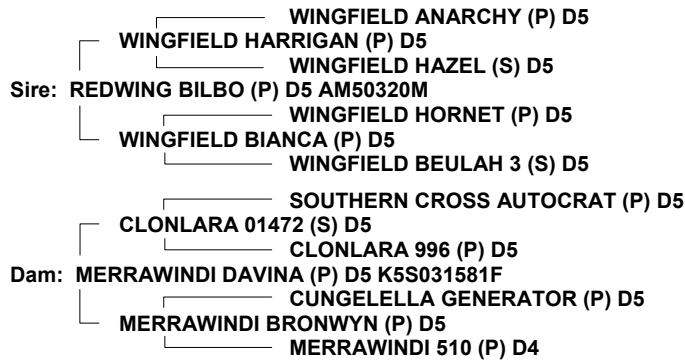 WINGFIELD ANARCHY (P) D5
WINGFIELD HARRIGAN (P) D5
WINGFIELD HAZEL (S) D5
Sire: REDWING BILBO (P) D5 AM50320M
WINGFIELD HORNET (P) D5
WINGFIELD BIANCA (P) D5
WINGFIELD BEULAH 3 (S) D5
SOUTHERN CROSS AUTOCRAT (P) D5
CLONLARA 01472 (S) D5
CLONLARA 996 (P) D5
Dam: MERRAWINDI DAVINA (P) D5 K5S031581F
CUNGELELLA GENERATOR (P) D5
MERRAWINDI BRONWYN (P) D5
MERRAWINDI 510 (P) D4